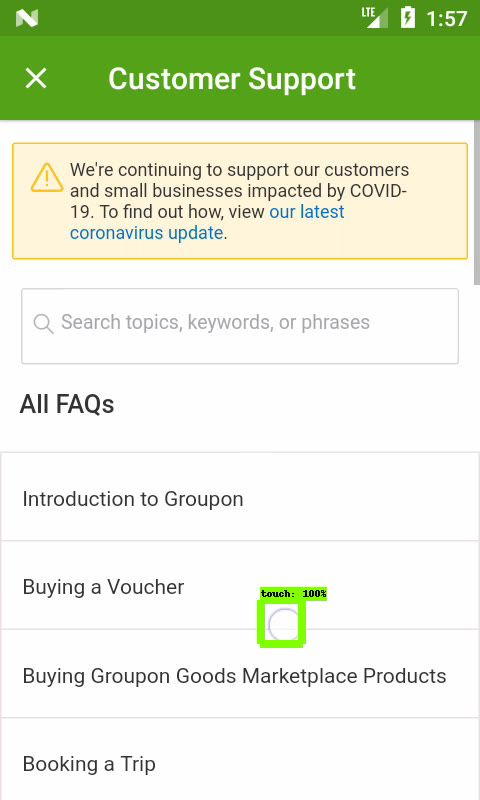 LTE 1:57
Customer Support
We're continuing to support our customers
and small businesses impacted by COVID-
19. To find out how, view our latest
coronavirus update.
Search topics, keywords, or phrases
All FAQs
Introduction to Groupon
Buying a Voucher
touch: 100%
Buying Groupon Goods Marketplace Products
Booking a Trip